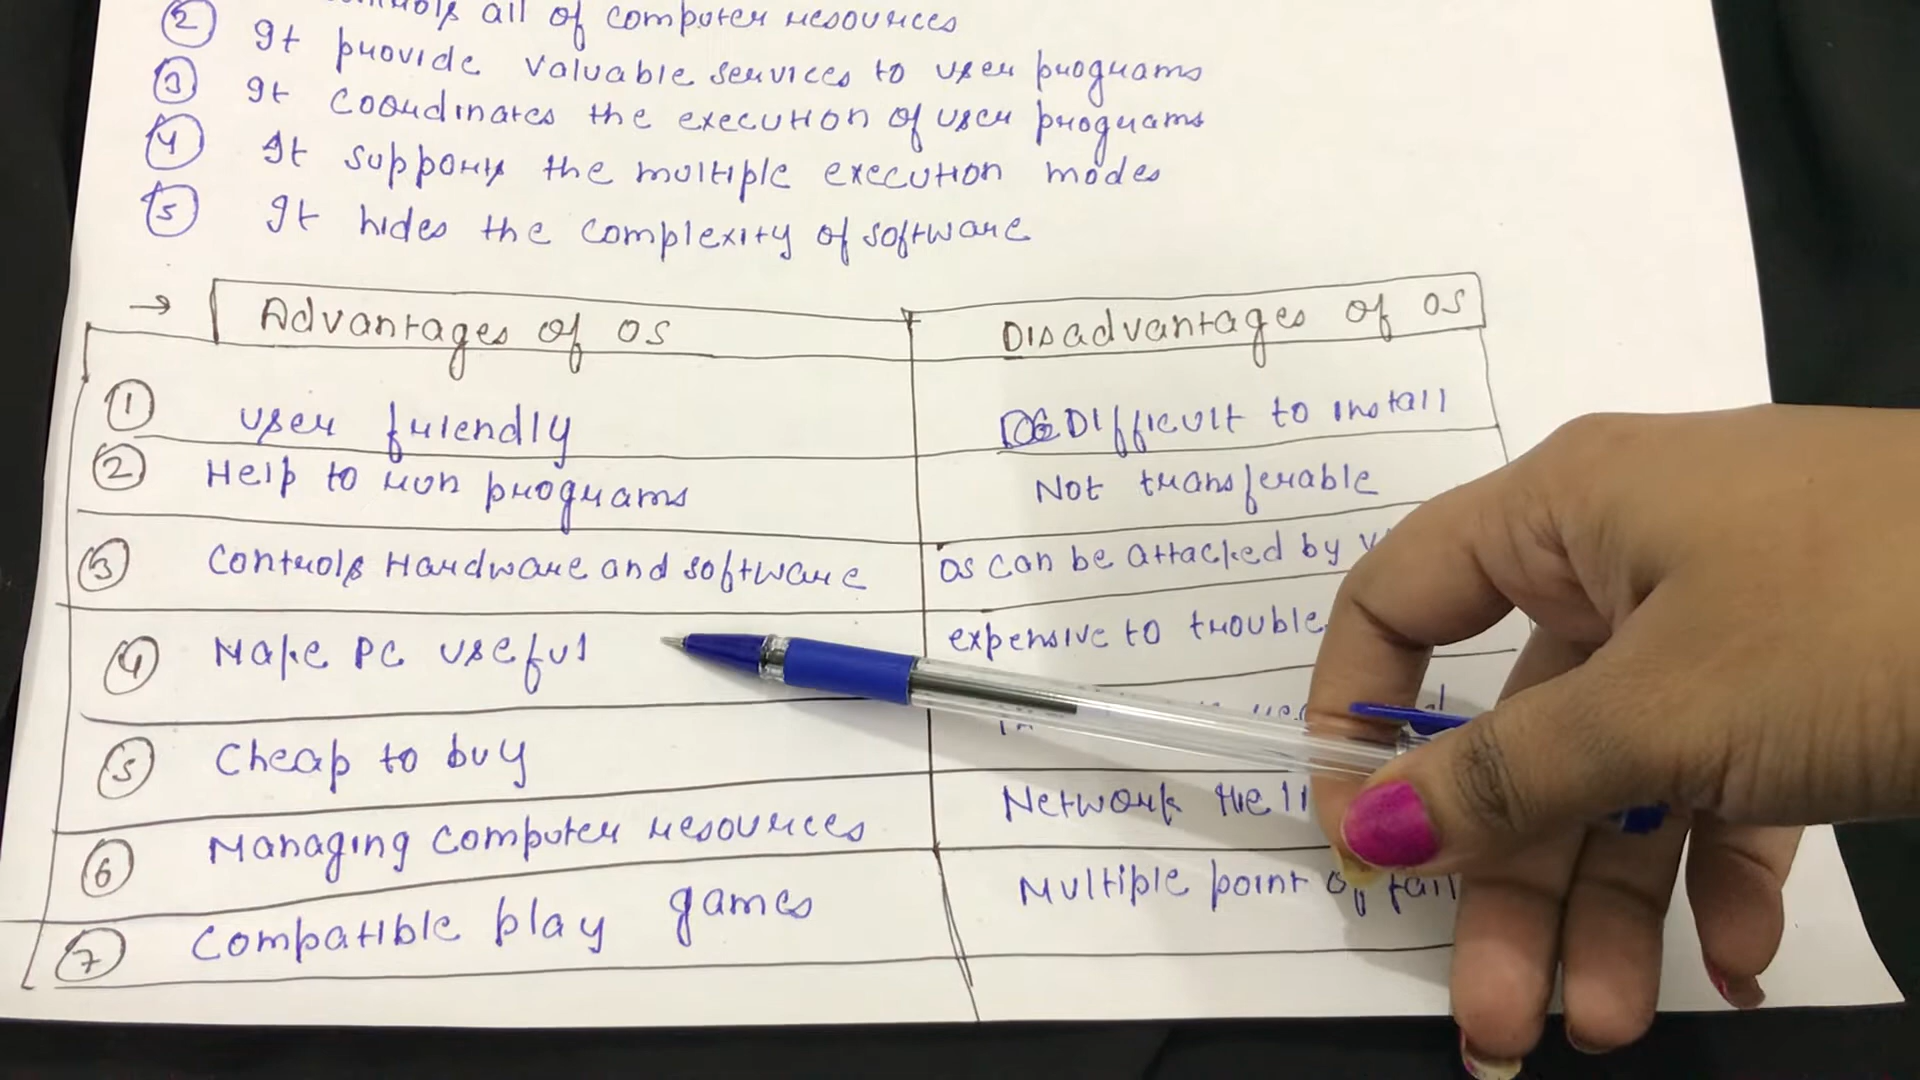 all of computer resources
② It provide valuable services to user programs
③ It coordinates the execution of user programs
④ It supports the multiple execution modes
⑤ It hides the complexity of software
→ Advantages of OS Disadvantages of OS
① user friendly Difficult to install
② Help to run programs Not transferable
③ Controls Hardware and software OS can be attacked by
④ Make PC useful expensive to trouble
⑤ Cheap to buy
⑥ Managing computer resources Network
⑦ Compatible play games Multiple point of fail